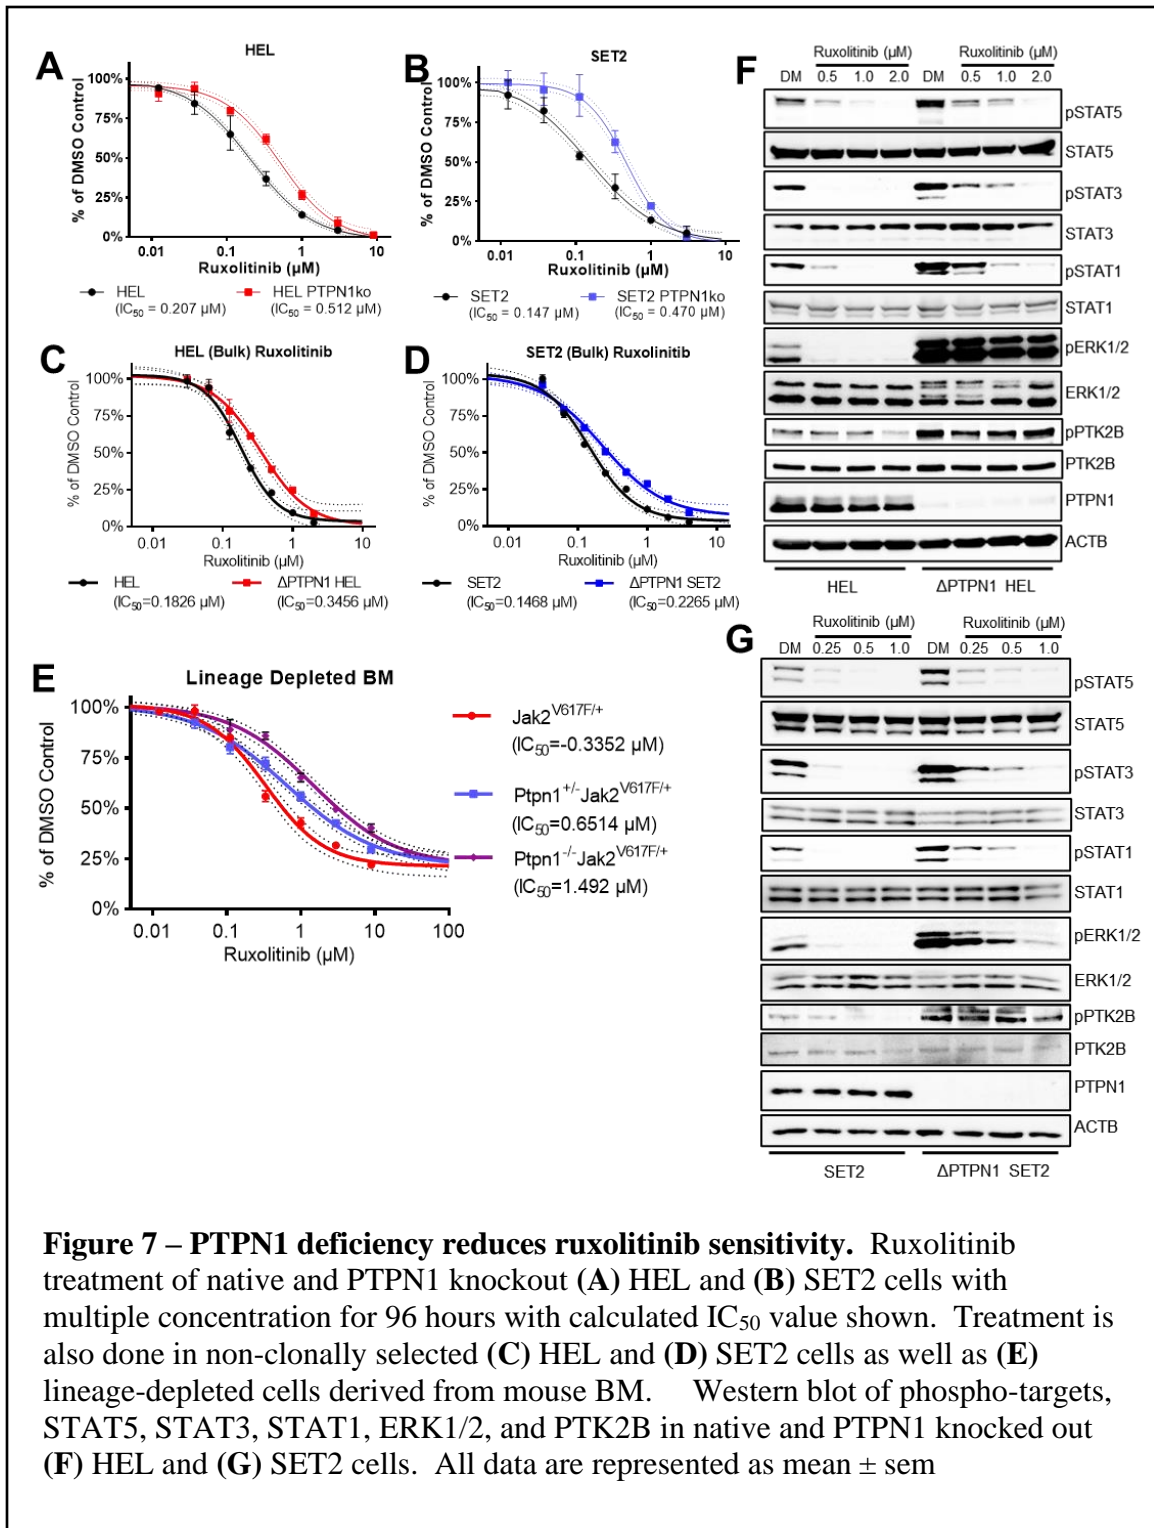 A
HEL
% of DMSO Control
100%
75%
50%
25%
0%
0.01
0.1
1
10
Ruxolitinib (µM)
HEL
(IC50 = 0.207 µM)
HEL PTPN1ko
(IC50 = 0.512 µM)
B
SET2
% of DMSO Control
100%
75%
50%
25%
0%
0.01
0.1
1
10
Ruxolitinib (µM)
SET2
(IC50 = 0.147 µM)
SET2 PTPN1ko
(IC50 = 0.470 µM)
C
HEL (Bulk) Ruxolitinib
% of DMSO Control
100%
75%
50%
25%
0%
0.01
0.1
1
10
Ruxolitinib (µM)
HEL
(IC50=0.1826 µM)
ΔPTPN1 HEL
(IC50=0.3456 µM)
D
SET2 (Bulk) Ruxolinitib
% of DMSO Control
100%
75%
50%
25%
0%
0.01
0.1
1
10
Ruxolitinib (µM)
SET2
(IC50=0.1468 µM)
ΔPTPN1 SET2
(IC50=0.2265 µM)
E
Lineage Depleted BM
% of DMSO Control
100%
75%
50%
25%
0%
0.01
0.1
1
10
100
Ruxolitinib (µM)
Jak2V617F/+
(IC50=-0.3352 µM)
Ptpn1+/-Jak2V617F/+
(IC50=0.6514 µM)
Ptpn1-/-Jak2V617F/+
(IC50=1.492 µM)
F
Ruxolitinib (µM) Ruxolitinib (µM)
DM 0.5 1.0 2.0 DM 0.5 1.0 2.0
pSTAT5
STAT5
pSTAT3
STAT3
pSTAT1
STAT1
pERK1/2
ERK1/2
pPTK2B
PTK2B
PTPN1
ACTB
HEL ΔPTPN1 HEL
G
Ruxolitinib (µM) Ruxolitinib (µM)
DM 0.25 0.5 1.0 DM 0.25 0.5 1.0
pSTAT5
STAT5
pSTAT3
STAT3
pSTAT1
STAT1
pERK1/2
ERK1/2
pPTK2B
PTK2B
PTPN1
ACTB
SET2 ΔPTPN1 SET2
Figure 7 – PTPN1 deficiency reduces ruxolitinib sensitivity. Ruxolitinib
treatment of native and PTPN1 knockout (A) HEL and (B) SET2 cells with
multiple concentration for 96 hours with calculated IC50 value shown. Treatment is
also done in non-clonally selected (C) HEL and (D) SET2 cells as well as (E)
lineage-depleted cells derived from mouse BM. Western blot of phospho-targets,
STAT5, STAT3, STAT1, ERK1/2, and PTK2B in native and PTPN1 knocked out
(F) HEL and (G) SET2 cells. All data are represented as mean ± sem